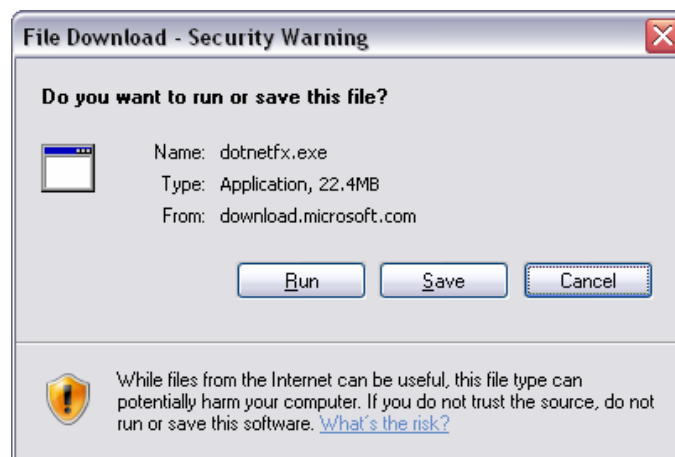 File Download - Security Warning
Do you want to run or save this file?
Name: dotnetfx.exe
Type: Application, 22.4MB
From: download.microsoft.com
Run Save Cancel
While files from the Internet can be useful, this file type can
potentially harm your computer. If you do not trust the source, do not
run or save this software. What's the risk?